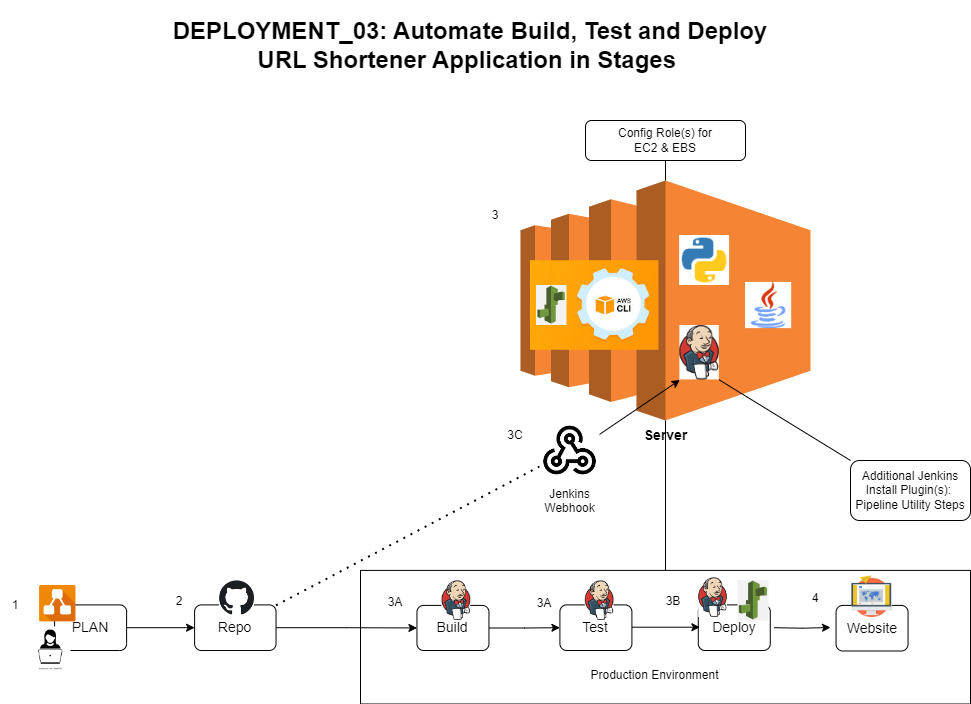 DEPLOYMENT_03: Automate Build, Test and Deploy
URL Shortener Application in Stages
Config Role(s) for
EC2 & EBS
3
AWS
CLI
3C
Server
Jenkins
Webhook
Additional Jenkins
Install Plugin(s):
Pipeline Utility Steps
1
PLAN
2
Repo
3A
Build
3A
Test
3B
Deploy
4
Website
Production Environment